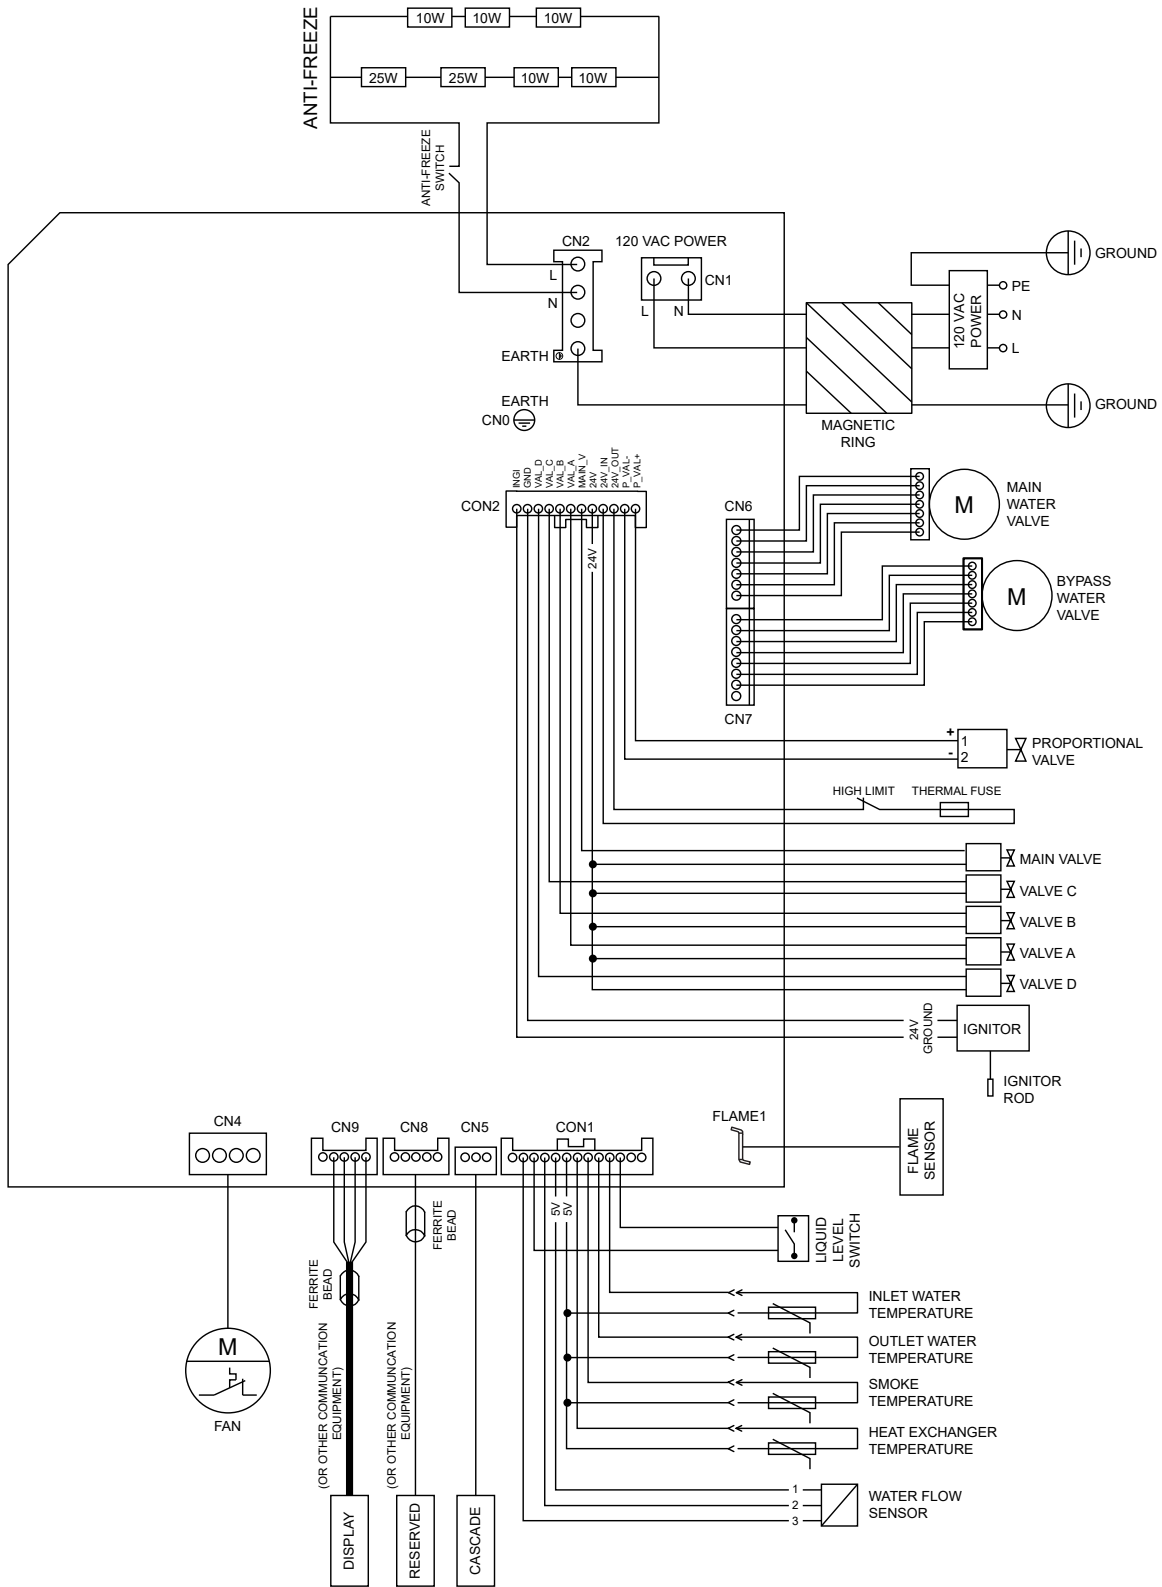 ANTI-FREEZE
10W
10W
10W
25W
25W
10W
10W
ANTI-FREEZE
SWITCH
CN2
L
N
EARTH
120 VAC POWER
CN1
L
N
GROUND
120 VAC
POWER
PE
N
L
GROUND
MAGNETIC
RING
EARTH
CN0
CON2
INGI
GND
VAL_D
VAL_C
VAL_B
VAL_A
MAIN_V
24V
24V_IN
24V_OUT
P_VAL-
P_VAL+
24V
CN6
CN7
M
MAIN
WATER
VALVE
M
BYPASS
WATER
VALVE
+
1
-
2
PROPORTIONAL
VALVE
HIGH LIMIT
THERMAL FUSE
MAIN VALVE
VALVE C
VALVE B
VALVE A
VALVE D
24V
GROUND
IGNITOR
IGNITOR
ROD
CN4
CN9
CN8
CN5
CON1
FLAME1
FLAME
SENSOR
5V
5V
LIQUID
LEVEL
SWITCH
FERRITE
BEAD
FERRITE
BEAD
INLET WATER
TEMPERATURE
OUTLET WATER
TEMPERATURE
SMOKE
TEMPERATURE
HEAT EXCHANGER
TEMPERATURE
1
2
3
WATER FLOW
SENSOR
M
FAN
(OR OTHER COMMUNCATION
EQUIPMENT)
(OR OTHER COMMUNCATION
EQUIPMENT)
DISPLAY
RESERVED
CASCADE